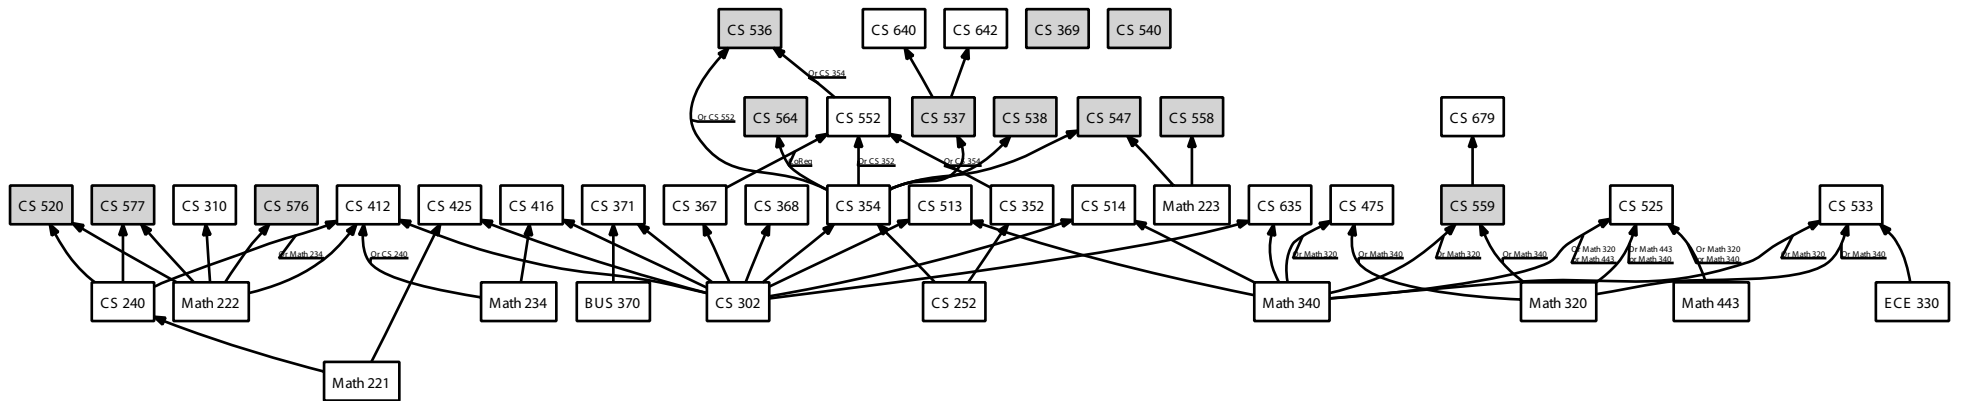 CS 536
CS 640
CS 642
CS 369
CS 540
Or CS 354
CS 564
CS 552
CS 537
CS 538
CS 547
CS 558
CS 679
Or CS 552
CoReq
Or CS 352
Or CS 354
CS 520
CS 577
CS 310
CS 576
CS 412
CS 425
CS 416
CS 371
CS 367
CS 368
CS 354
CS 513
CS 352
CS 514
Math 223
CS 635
CS 475
CS 559
CS 525
CS 533
Or Math 234
Or CS 240
Or Math 320
Or Math 340
Or Math 320
Or Math 340
Or Math 320
or Math 443
Or Math 443
or Math 340
Or Math 320
or Math 340
Or Math 320
Or Math 340
CS 240
Math 222
Math 234
BUS 370
CS 302
CS 252
Math 340
Math 320
Math 443
ECE 330
Math 221